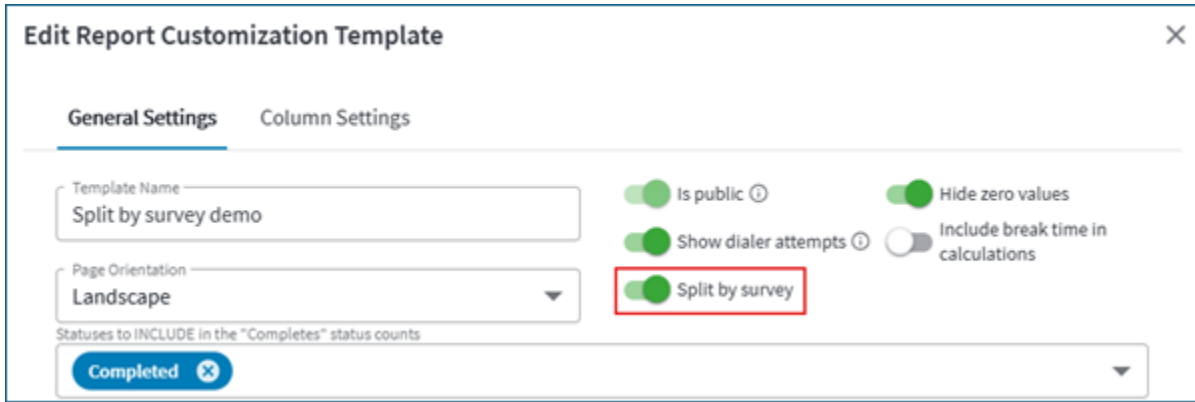 Edit Report Customization Template
General Settings
Column Settings
Template Name
Split by survey demo
Is public
Hide zero values
Show dialer attempts
Include break time in
calculations
Page Orientation
Landscape
Split by survey
Statuses to INCLUDE in the "Completes" status counts
Completed